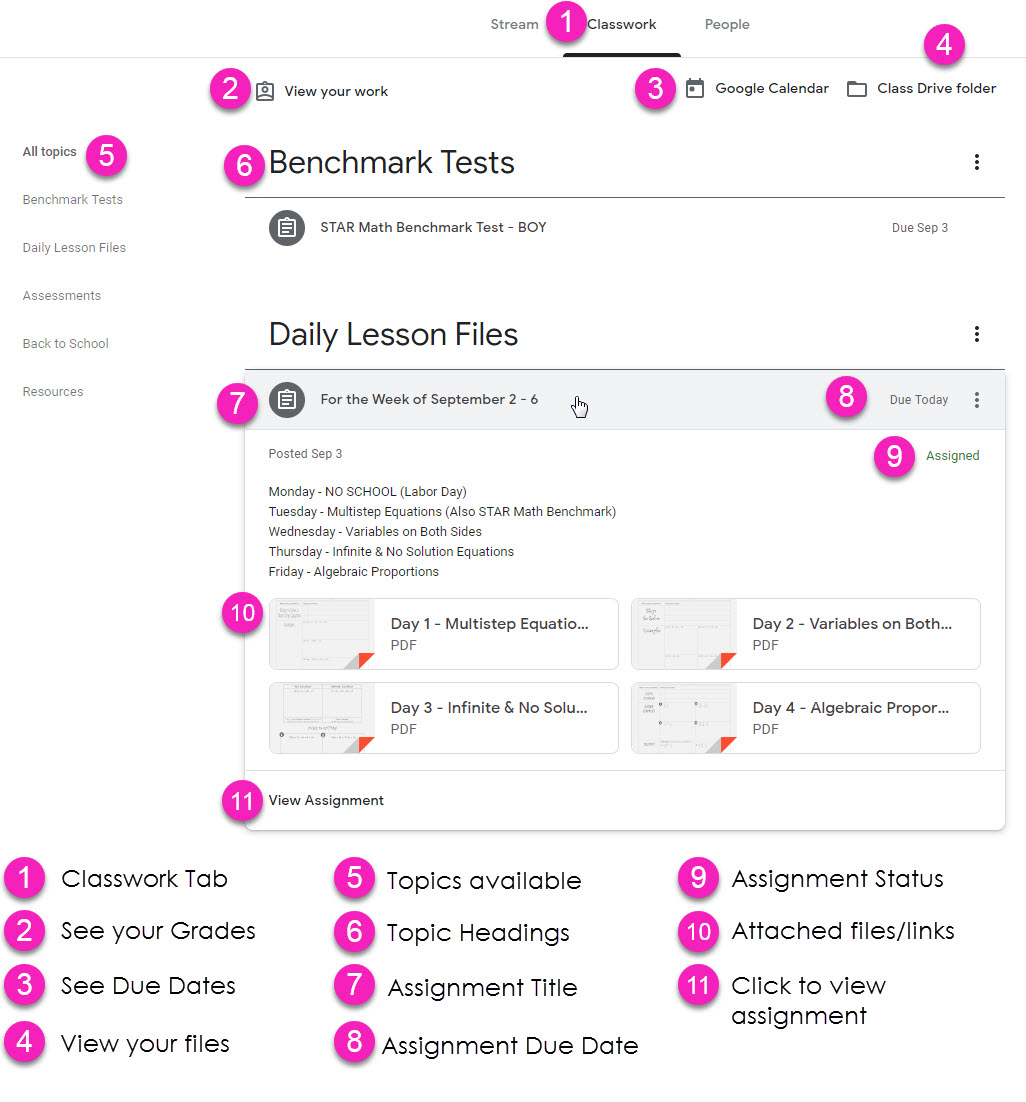 Stream 1 Classwork People
4
2 View your work 3 Google Calendar Class Drive folder
All topics 5
6 Benchmark Tests
Benchmark Tests
STAR Math Benchmark Test - BOY Due Sep 3
Daily Lesson Files
Assessments
Daily Lesson Files
Back to School
Resources
7 For the Week of September 2 - 6 8 Due Today
Posted Sep 3 9 Assigned
Monday - NO SCHOOL (Labor Day)
Tuesday - Multistep Equations (Also STAR Math Benchmark)
Wednesday - Variables on Both Sides
Thursday - Infinite & No Solution Equations
Friday - Algebraic Proportions
10 Day 1 - Multistep Equatio... Day 2 - Variables on Both...
PDF PDF
Day 3 - Infinite & No Solu... Day 4 - Algebraic Propor...
PDF PDF
11 View Assignment
1 Classwork Tab
2 See your Grades
3 See Due Dates
4 View your files
5 Topics available
6 Topic Headings
7 Assignment Title
8 Assignment Due Date
9 Assignment Status
10 Attached files/links
11 Click to view
assignment